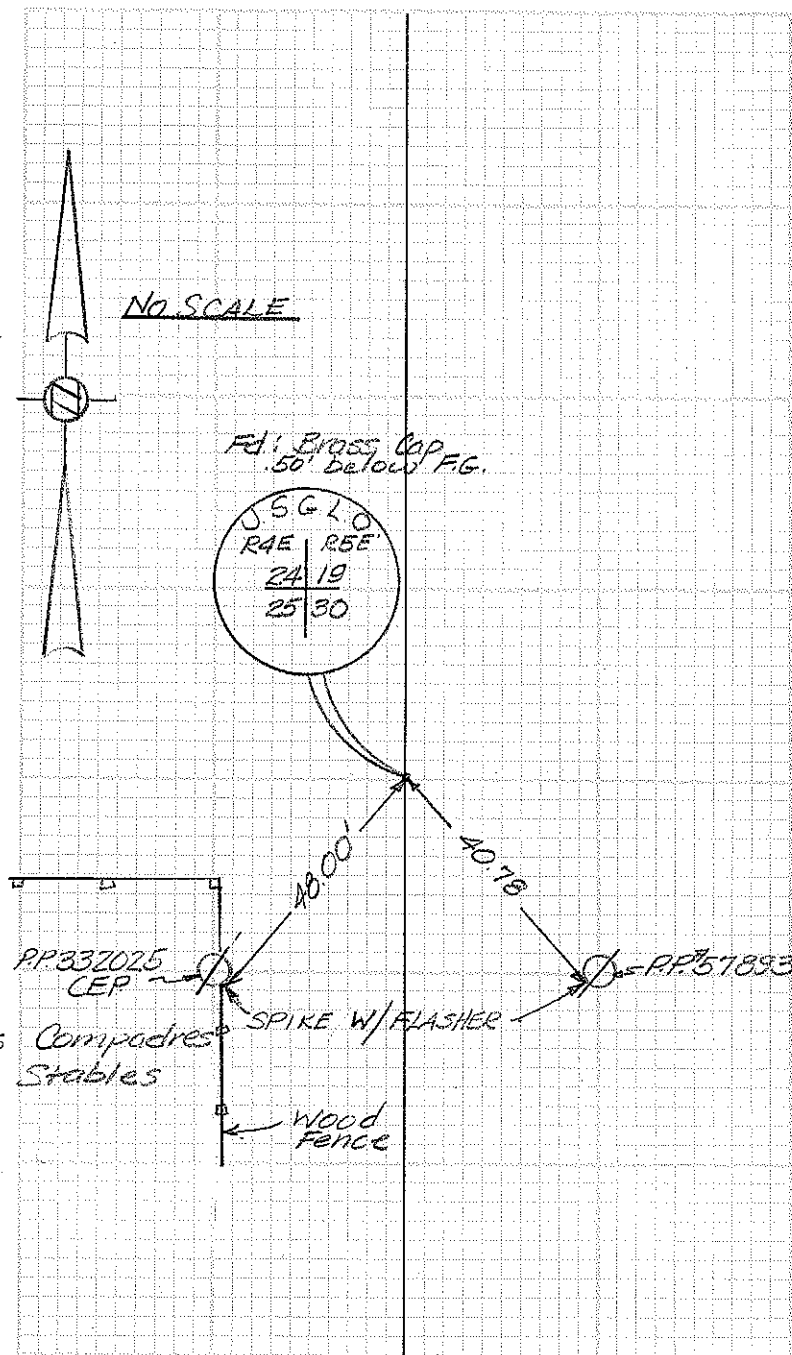 NO SCALE
Fd: Brass Cap
.50' below F.G.
U S G L O
R4E R5E
24 19
25 30
48.00'
40.78
P.P.332025
CEP
P.P.#57893
SPIKE W/FLASHER
Compadres
Stables
Wood
Fence